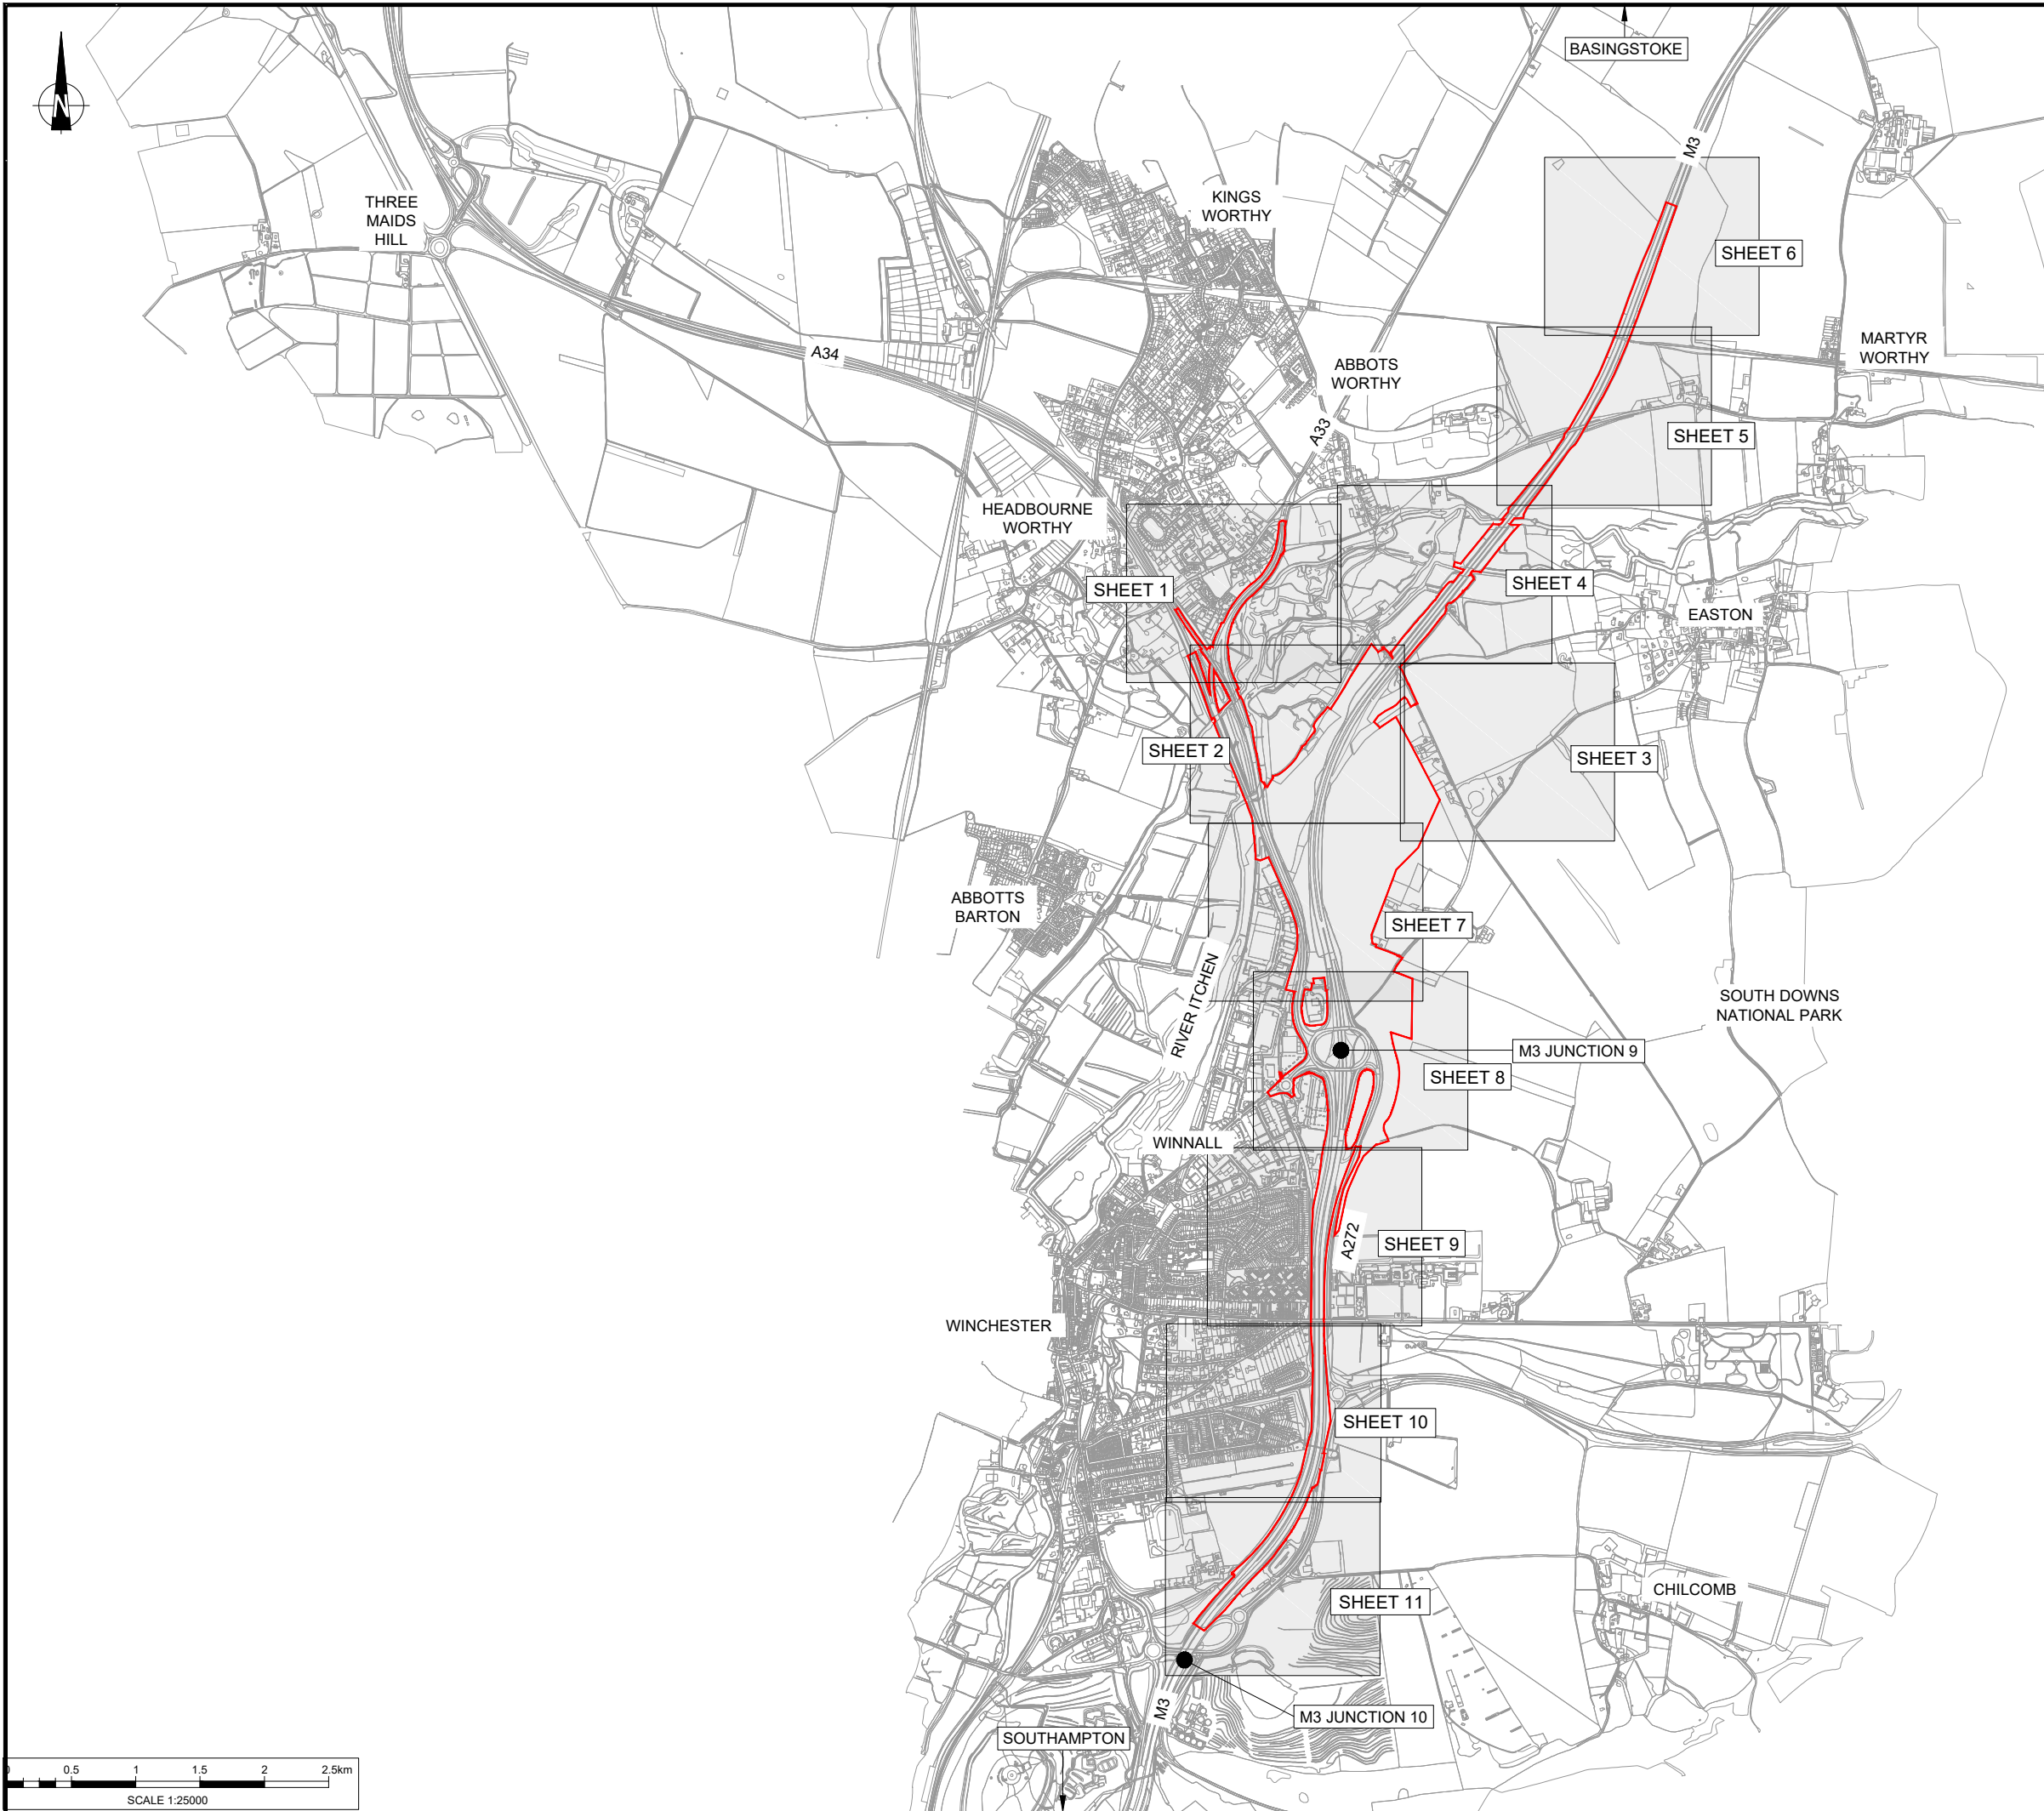 BASINGSTOKE
N
M3
THREE
MAIDS
HILL
KINGS
WORTHY
SHEET 6
A34
ABBOTS
WORTHY
MARTYR
WORTHY
A33
SHEET 5
HEADBOURNE
WORTHY
SHEET 1
SHEET 4
EASTON
SHEET 2
SHEET 3
ABBOTTS
BARTON
SHEET 7
RIVER ITCHEN
SOUTH DOWNS
NATIONAL PARK
M3 JUNCTION 9
SHEET 8
WINNALL
A272
SHEET 9
WINCHESTER
SHEET 10
CHILCOMB
SHEET 11
M3
M3 JUNCTION 10
SOUTHAMPTON
0 0.5 1 1.5 2 2.5km
SCALE 1:25000